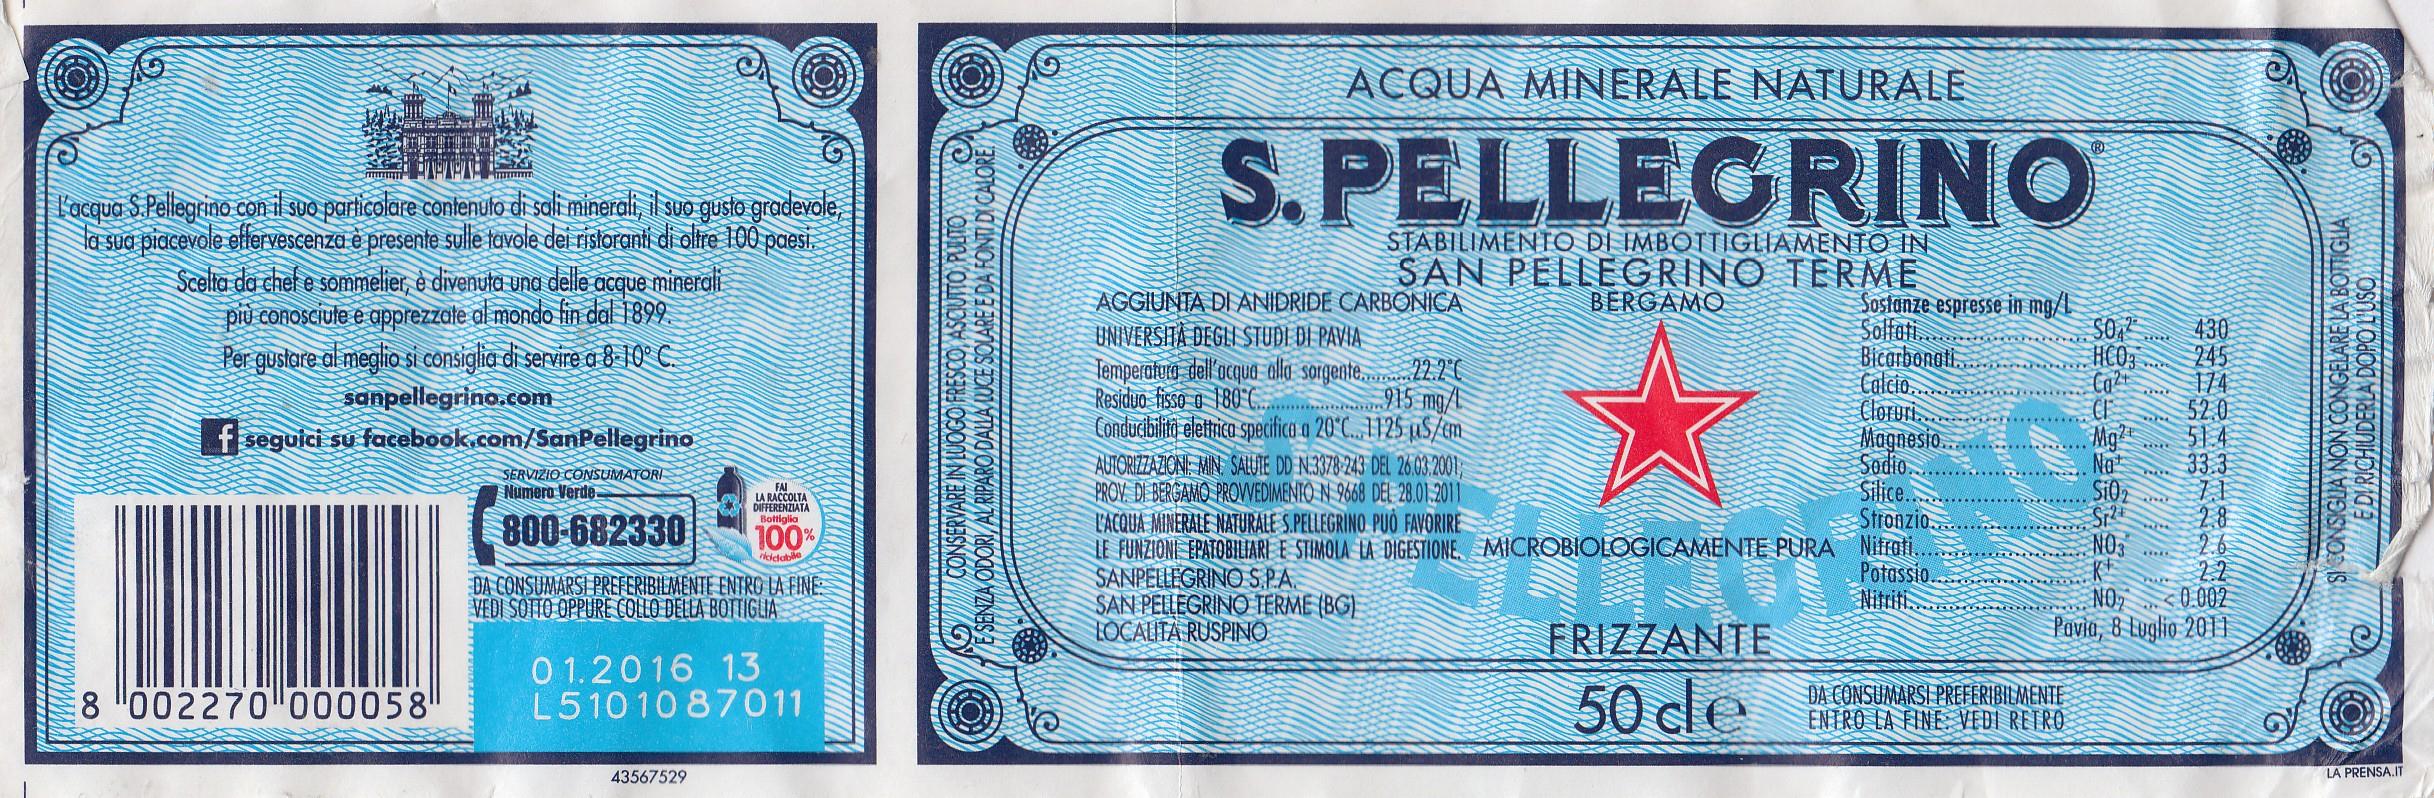 L'acqua S.Pellegrino con il suo particolare contenuto di sali minerali, il suo gusto gradevole,
la sua piacevole effervescenza è presente sulle tavole dei ristoranti di oltre 100 paesi.
Scelta da chef e sommelier, è divenuta una delle acque minerali
più conosciute e apprezzate al mondo fin dal 1899.
Per gustare al meglio si consiglia di servire a 8-10° C.
sanpellegrino.com
f seguici su facebook.com/SanPellegrino
SERVIZIO CONSUMATORI
Numero Verde
800-682330
FAI
LA RACCOLTA
DIFFERENZIATA
Bottiglia
100%
riciclabile
DA CONSUMARSI PREFERIBILMENTE ENTRO LA FINE:
VEDI SOTTO OPPURE COLLO DELLA BOTTIGLIA
01.2016 13
L5101087011
8 002270 000058
43567529
CONSERVARE IN LUOGO FRESCO, ASCIUTTO, PULITO
E SENZA ODORI, AL RIPARO DALLA LUCE SOLARE E DA FONTI DI CALORE
ACQUA MINERALE NATURALE
S.PELLEGRINO®
STABILIMENTO DI IMBOTTIGLIAMENTO IN
SAN PELLEGRINO TERME
BERGAMO
AGGIUNTA DI ANIDRIDE CARBONICA
UNIVERSITÀ DEGLI STUDI DI PAVIA
Temperatura dell'acqua alla sorgente..........22.2°C
Residuo fisso a 180°C........................915 mg/L
Conducibilità elettrica specifica a 20°C...1125 µS/cm
AUTORIZZAZIONI: MIN. SALUTE DD N.3378-243 DEL 26.03.2001;
PROV. DI BERGAMO PROVVEDIMENTO N 9668 DEL 28.01.2011
L'ACQUA MINERALE NATURALE S.PELLEGRINO PUÒ FAVORIRE
LE FUNZIONI EPATOBILIARI E STIMOLA LA DIGESTIONE.
SANPELLEGRINO S.P.A.
SAN PELLEGRINO TERME (BG)
LOCALITÀ RUSPINO
S.PELLEGRINO
MICROBIOLOGICAMENTE PURA
FRIZZANTE
Sostanze espresse in mg/L
Solfati.............................. SO₄²⁻ ..... 430
Bicarbonati........................ HCO₃⁻ ..... 245
Calcio............................... Ca²⁺ ..... 174
Cloruri.............................. Cl⁻ ..... 52.0
Magnesio.......................... Mg²⁺ ..... 51.4
Sodio................................ Na⁺ ..... 33.3
Silice................................ SiO₂ ..... 7.1
Stronzio............................ Sr²⁺ ..... 2.8
Nitrati............................... NO₃⁻ ..... 2.6
Potassio............................ K⁺ ..... 2.2
Nitriti................................ NO₂⁻ ...< 0.002
Pavia, 8 Luglio 2011
50 cl e
DA CONSUMARSI PREFERIBILMENTE
ENTRO LA FINE: VEDI RETRO
SI CONSIGLIA NON CONGELARE LA BOTTIGLIA
E DI RICHIUDERLA DOPO L'USO
LA PRENSA.IT